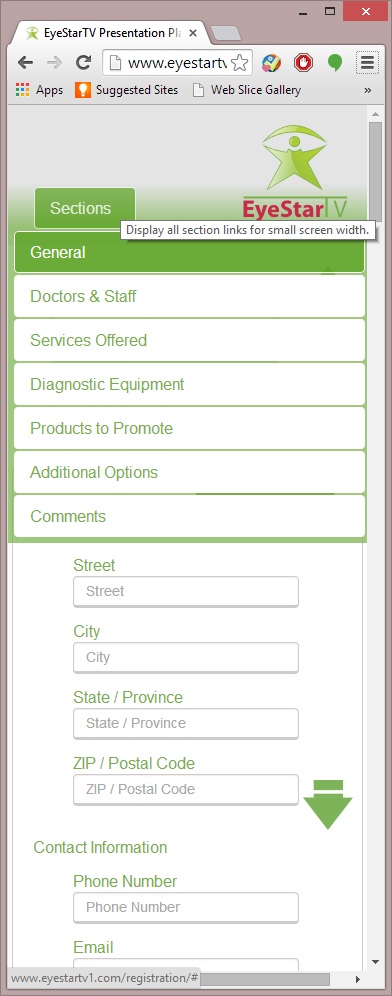 EyeStarTV Presentation Pla
www.eyestartv
Apps
Suggested Sites
Web Slice Gallery
»
EyeStarTV
Sections
Display all section links for small screen width.
General
Doctors & Staff
Services Offered
Diagnostic Equipment
Products to Promote
Additional Options
Comments
Street
Street
City
City
State / Province
State / Province
ZIP / Postal Code
ZIP / Postal Code
Contact Information
Phone Number
Phone Number
Email
www.eyestartv1.com/registration/#